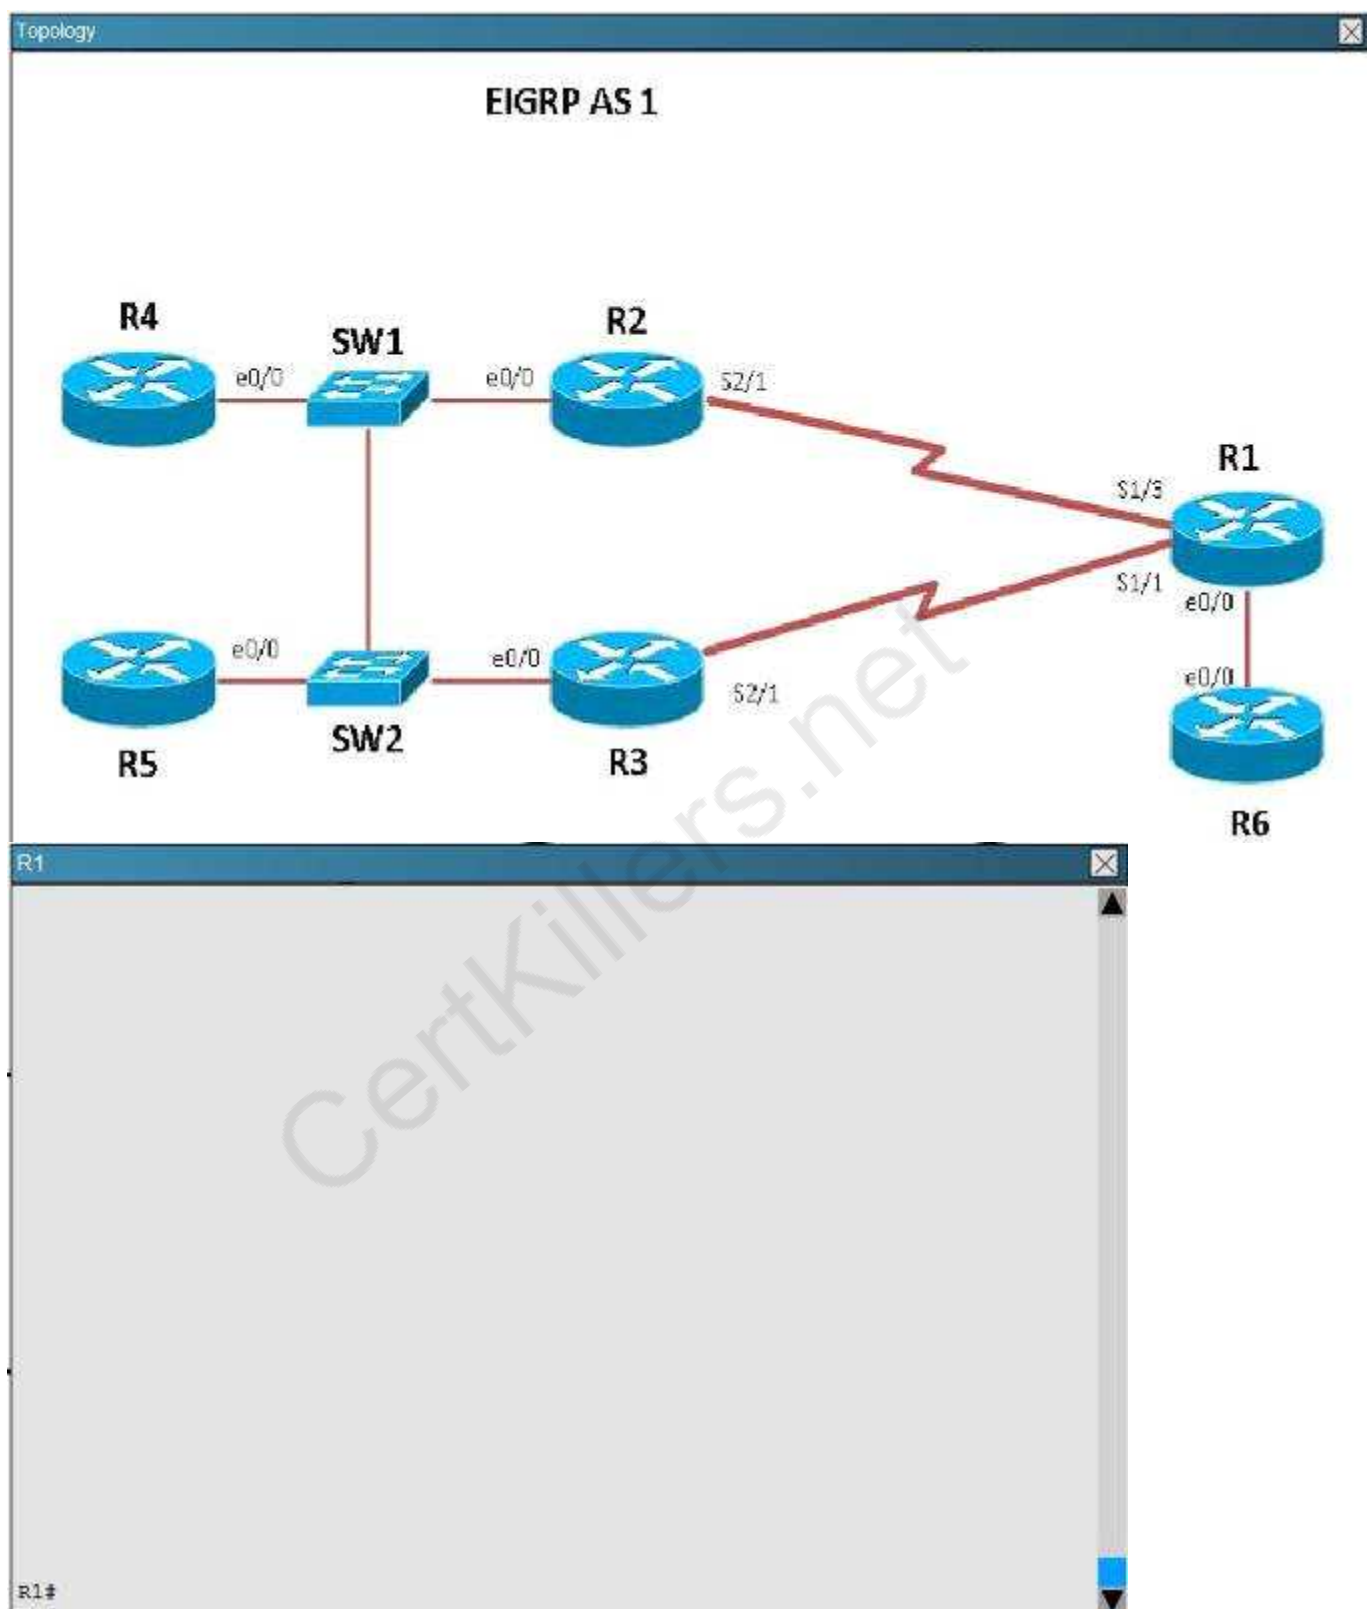 Topology
EIGRP AS 1
R4
SW1
R2
e0/0
e0/0
S2/1
R1
S1/3
S1/1
e0/0
e0/0
e0/0
e0/0
S2/1
R5
SW2
R3
R6
CertKillers.net
R1
R1#